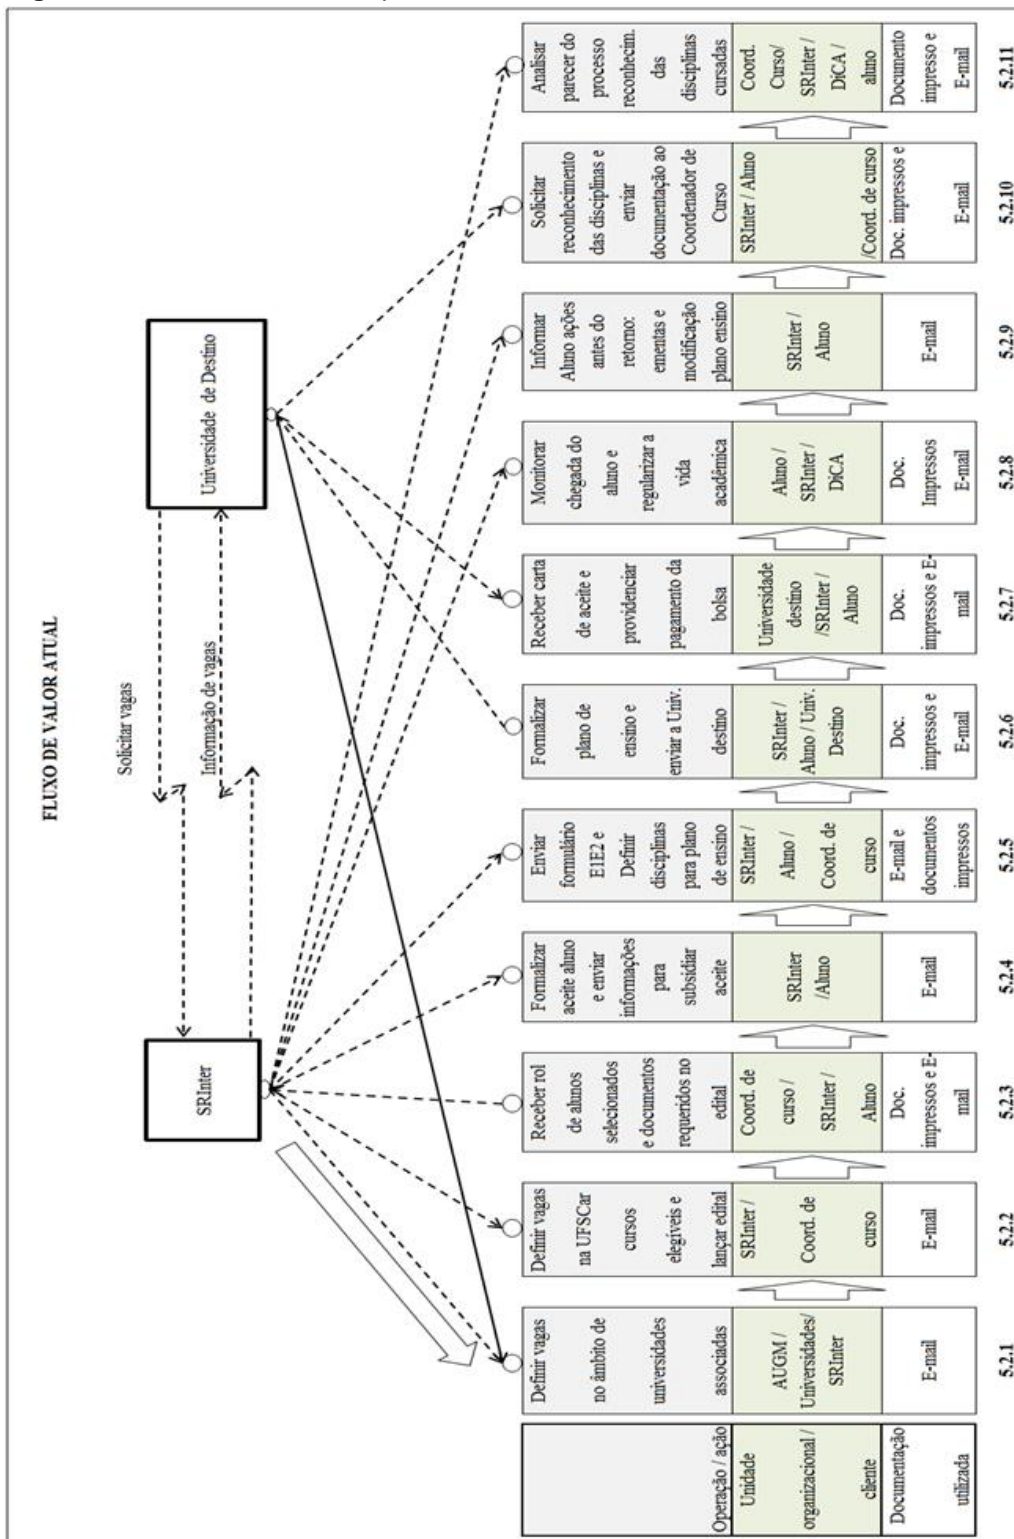 FLUXO DE VALOR ATUAL
Solicitar vagas
Informação de vagas
SRInter
Universidade de Destino
Operação / ação
Unidade
organizacional /
cliente
Documentação
utilizada
Definir vagas
no âmbito de
universidades
associadas
AUGM /
Universidades/
SRInter
E-mail
5.2.1
Definir vagas
na UFSCar
cursos
elegíveis e
lançar edital
SRInter /
Coord. de
curso
E-mail
5.2.2
Receber rol
de alunos
selecionados
e documentos
requeridos no
edital
Coord. de
curso /
SRInter /
Aluno
Doc.
impressos e E-
mail
5.2.3
Formalizar
aceite aluno
e enviar
informações
para
subsidiar
aceite
SRInter
/Aluno
E-mail
5.2.4
Enviar
formulário
E1E2 e
Definir
disciplinas
para plano
de ensino
SRInter /
Aluno /
Coord. de
curso
E-mail e
documentos
impressos
5.2.5
Formalizar
plano de
ensino e
enviar a Univ.
destino
SRInter /
Aluno / Univ.
Destino
Doc.
impressos e
E-mail
5.2.6
Receber carta
de aceite e
providenciar
pagamento da
bolsa
Universidade
destino
/SRInter /
Aluno
Doc.
impressos e E-
mail
5.2.7
Monitorar
chegada do
aluno e
regularizar a
vida
acadêmica
Aluno /
SRInter /
DiCA
Doc.
Impressos
E-mail
5.2.8
Informar
Aluno ações
antes do
retorno:
ementas e
modificação
plano ensino
SRInter /
Aluno
E-mail
5.2.9
Solicitar
reconhecimento
das disciplinas e
enviar
documentação ao
Coordenador de
Curso
SRInter / Aluno
/Coord. de curso
Doc. impressos e
E-mail
5.2.10
Analisar
parecer do
processo
reconhecim.
das
disciplinas
cursadas
Coord.
Curso/
SRInter /
DiCA /
aluno
Documento
impresso e
E-mail
5.2.11